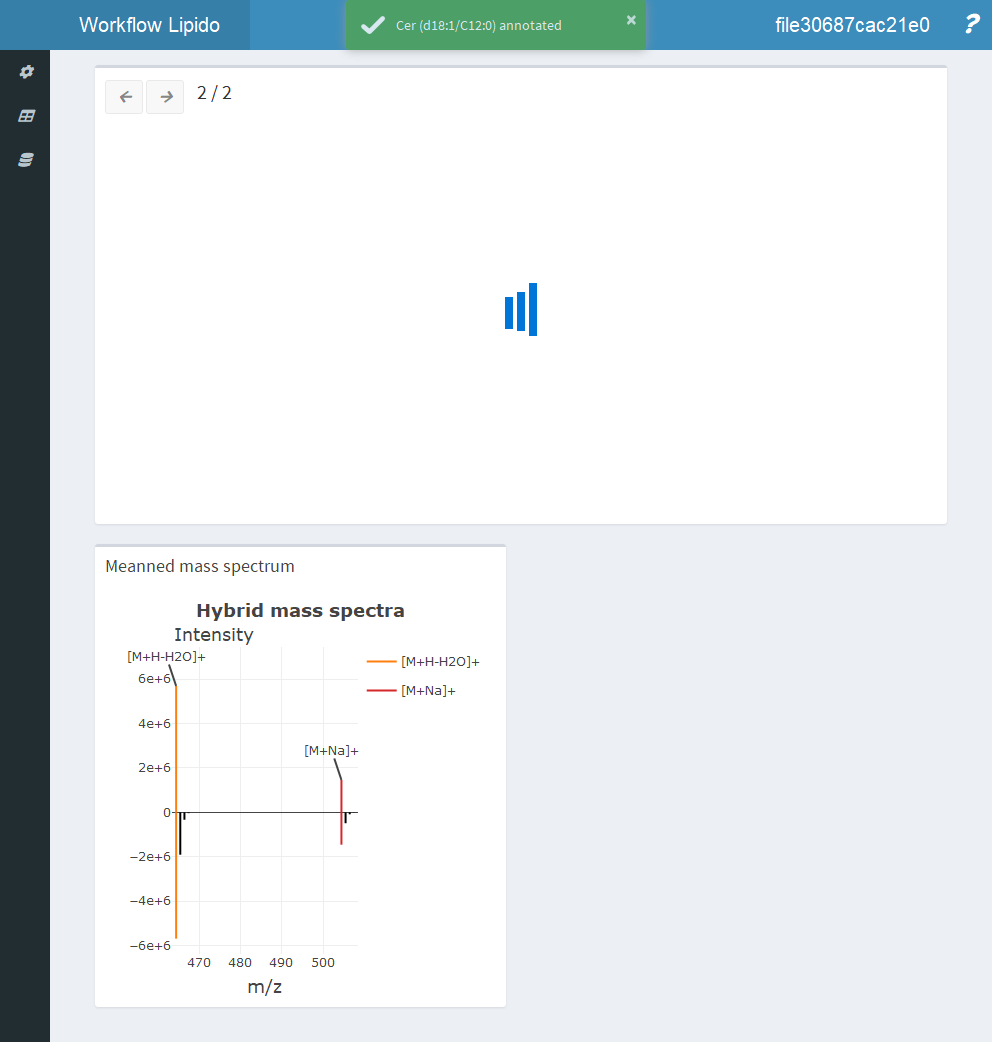 Workflow Lipido
Cer (d18:1/C12:0) annotated
×
file30687cac21e0
?
2 / 2
Meanned mass spectrum
Hybrid mass spectra
Intensity
[M+H-H2O]+
[M+H-H2O]+
6e+6
[M+Na]+
4e+6
[M+Na]+
2e+6
0
−2e+6
−4e+6
−6e+6
470 480 490 500
m/z